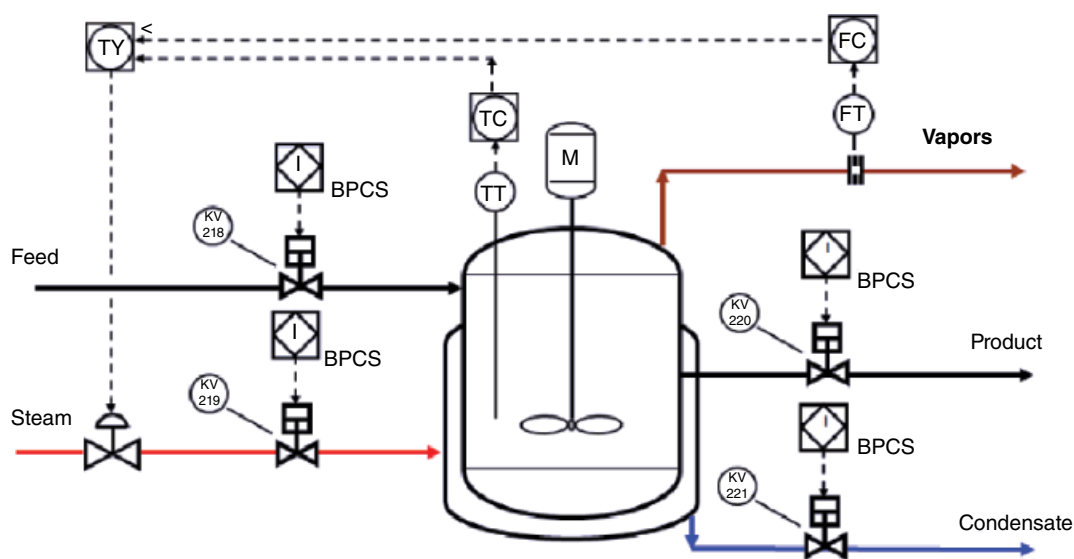 TY
<
FC
TC
FT
Vapors
I
BPCS
M
TT
KV
218
Feed
I
BPCS
KV
220
I
BPCS
Product
KV
219
Steam
I
BPCS
KV
221
Condensate